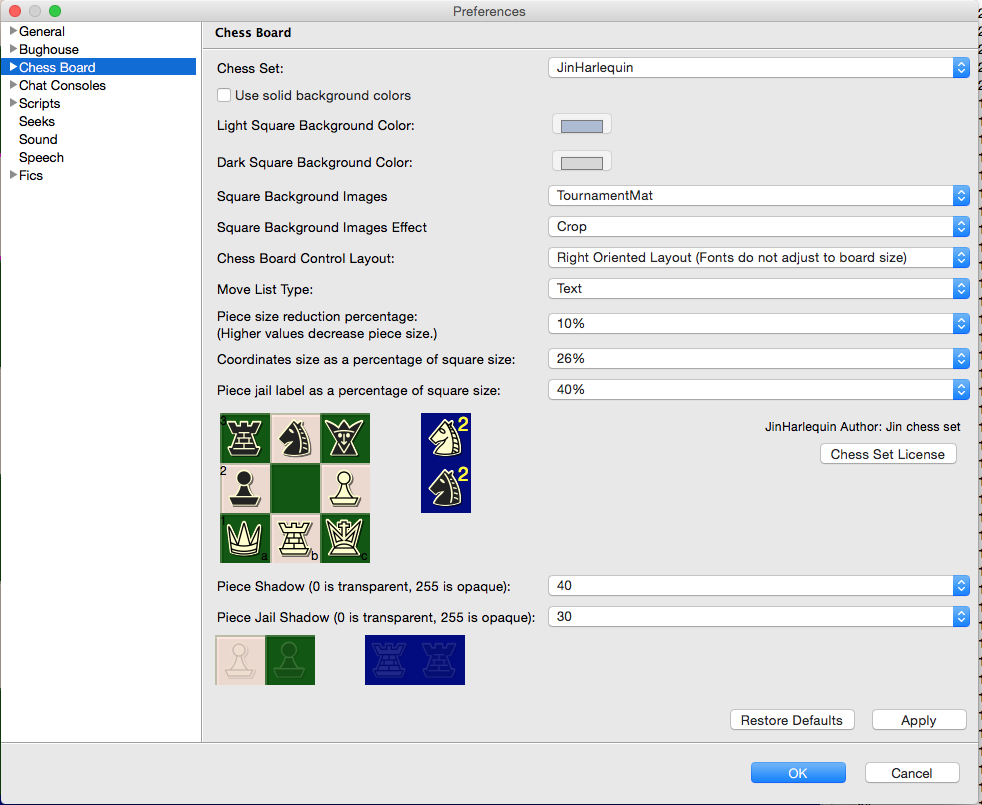 Preferences
General
Bughouse
Chess Board
Chat Consoles
Scripts
Seeks
Sound
Speech
Fics
Chess Board
Chess Set: JinHarlequin
Use solid background colors
Light Square Background Color:
Dark Square Background Color:
Square Background Images TournamentMat
Square Background Images Effect Crop
Chess Board Control Layout: Right Oriented Layout (Fonts do not adjust to board size)
Move List Type: Text
Piece size reduction percentage:
(Higher values decrease piece size.) 10%
Coordinates size as a percentage of square size: 26%
Piece jail label as a percentage of square size: 40%
3
2
1
a b c
2
2
JinHarlequin Author: Jin chess set
Chess Set License
Piece Shadow (0 is transparent, 255 is opaque): 40
Piece Jail Shadow (0 is transparent, 255 is opaque): 30
Restore Defaults Apply
OK Cancel